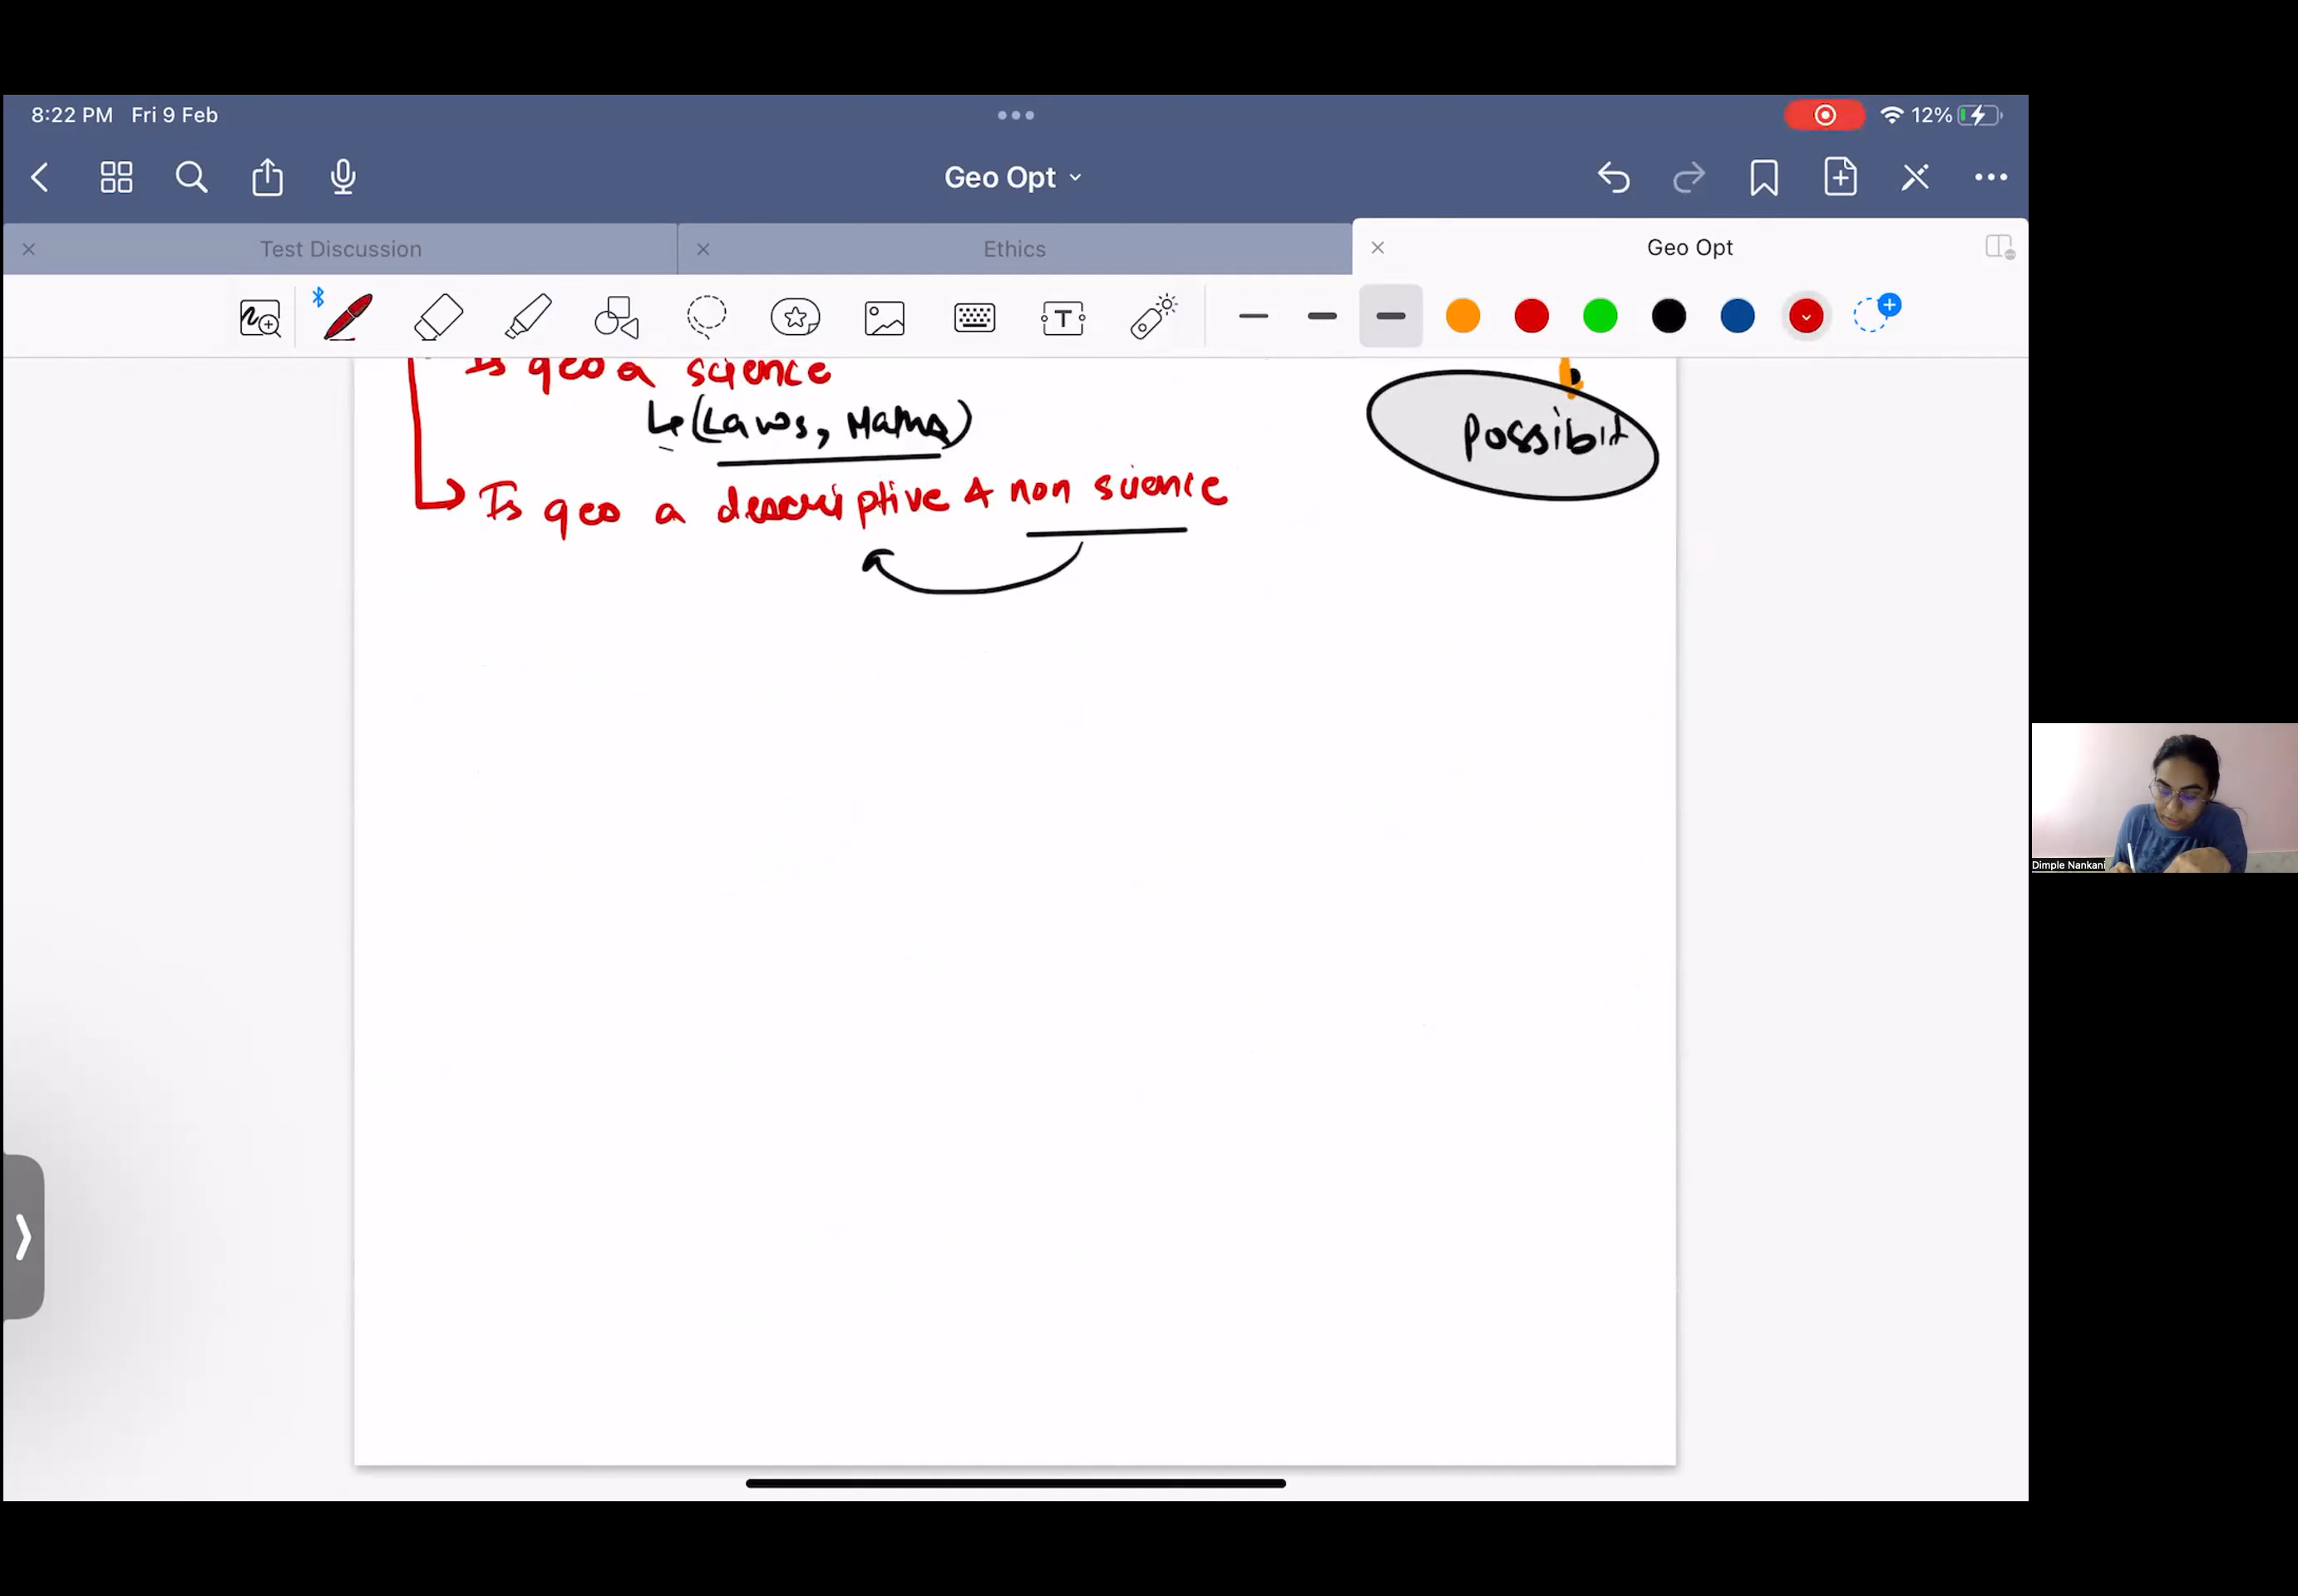 8:22 PM Fri 9 Feb
12%
Geo Opt
Test Discussion
Ethics
Geo Opt
T
Is geo a science
(Laws, Maths)
possibil
Is geo a descriptive & non science
Dimple Nankani